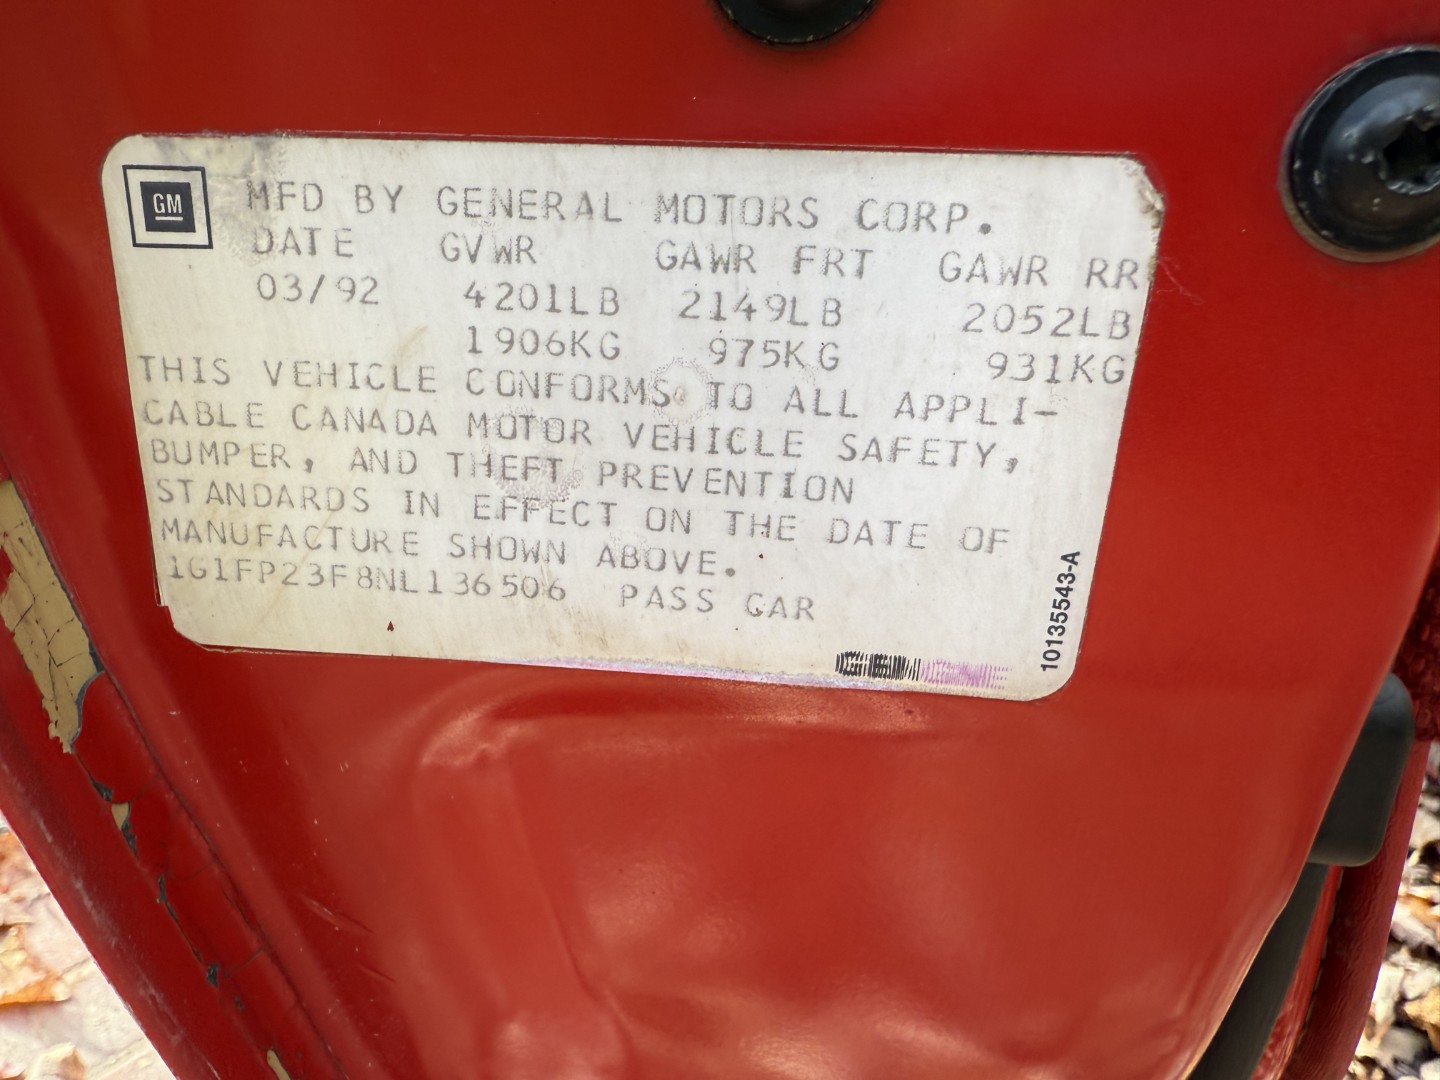 GM
MFD BY GENERAL MOTORS CORP.
DATE GVWR GAWR FRT GAWR RR
03/92 4201LB 2149LB 2052LB
1906KG 975KG 931KG
THIS VEHICLE CONFORMS TO ALL APPLI-
CABLE CANADA MOTOR VEHICLE SAFETY,
BUMPER, AND THEFT PREVENTION
STANDARDS IN EFFECT ON THE DATE OF
MANUFACTURE SHOWN ABOVE.
1G1FP23F8NL136506 PASS CAR
10135543-A